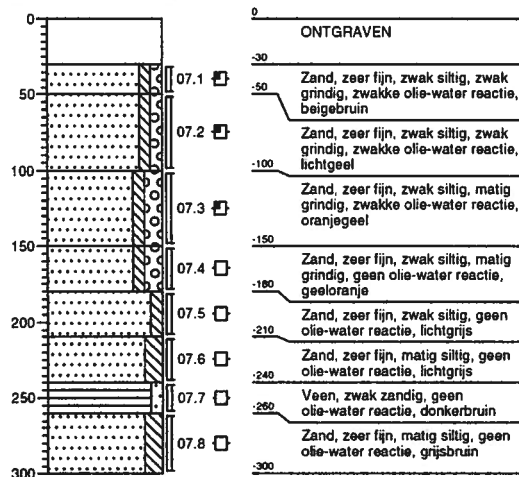 0
50
100
150
200
250
300
07.1
07.2
07.3
07.4
07.5
07.6
07.7
07.8
0
ONTGRAVEN
-30
Zand, zeer fijn, zwak siltig, zwak
grindig, zwakke olie-water reactie,
beigebruin
-50
Zand, zeer fijn, zwak siltig, zwak
grindig, zwakke olie-water reactie,
lichtgeel
-100
Zand, zeer fijn, zwak siltig, matig
grindig, zwakke olie-water reactie,
oranjegeel
-150
Zand, zeer fijn, zwak siltig, matig
grindig, geen olie-water reactie,
geeloranje
-180
Zand, zeer fijn, zwak siltig, geen
olie-water reactie, lichtgrijs
-210
Zand, zeer fijn, matig siltig, geen
olie-water reactie, lichtgrijs
-240
Veen, zwak zandig, geen
olie-water reactie, donkerbruin
-260
Zand, zeer fijn, matig siltig, geen
olie-water reactie, grijsbruin
-300